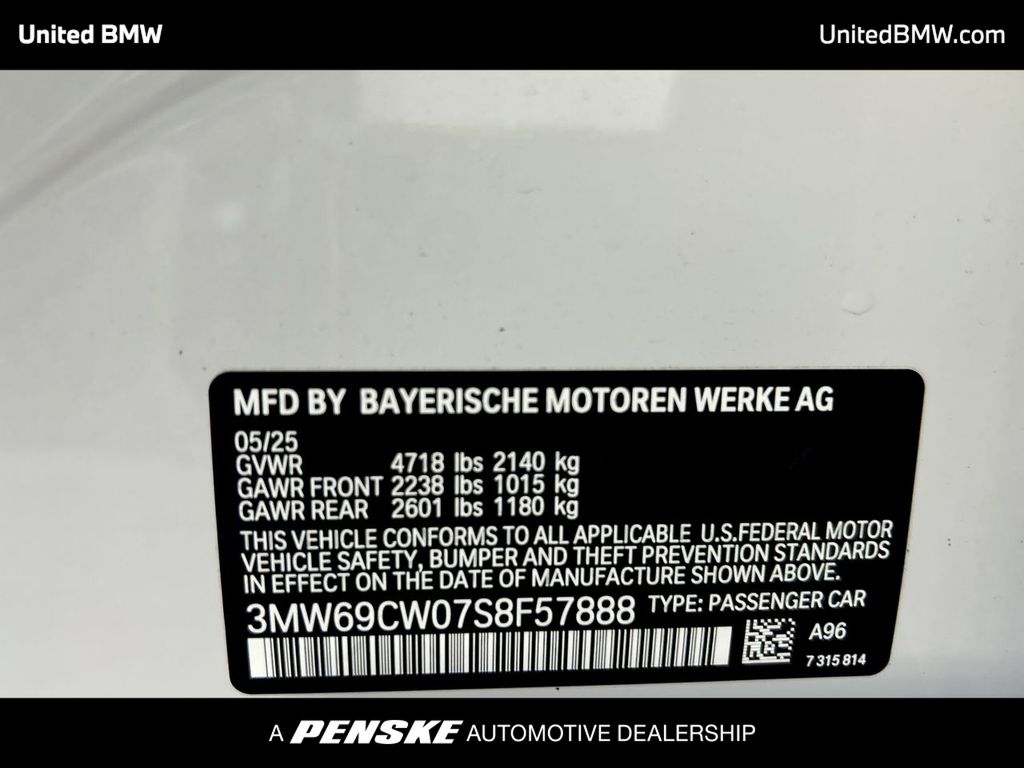 United BMW
UnitedBMW.com
MFD BY BAYERISCHE MOTOREN WERKE AG
05/25
GVWR 4718 lbs 2140 kg
GAWR FRONT 2238 lbs 1015 kg
GAWR REAR 2601 lbs 1180 kg
THIS VEHICLE CONFORMS TO ALL APPLICABLE U.S.FEDERAL MOTOR
VEHICLE SAFETY, BUMPER AND THEFT PREVENTION STANDARDS
IN EFFECT ON THE DATE OF MANUFACTURE SHOWN ABOVE.
3MW69CW07S8F57888 TYPE: PASSENGER CAR
A96
7 315 814
A PENSKE AUTOMOTIVE DEALERSHIP